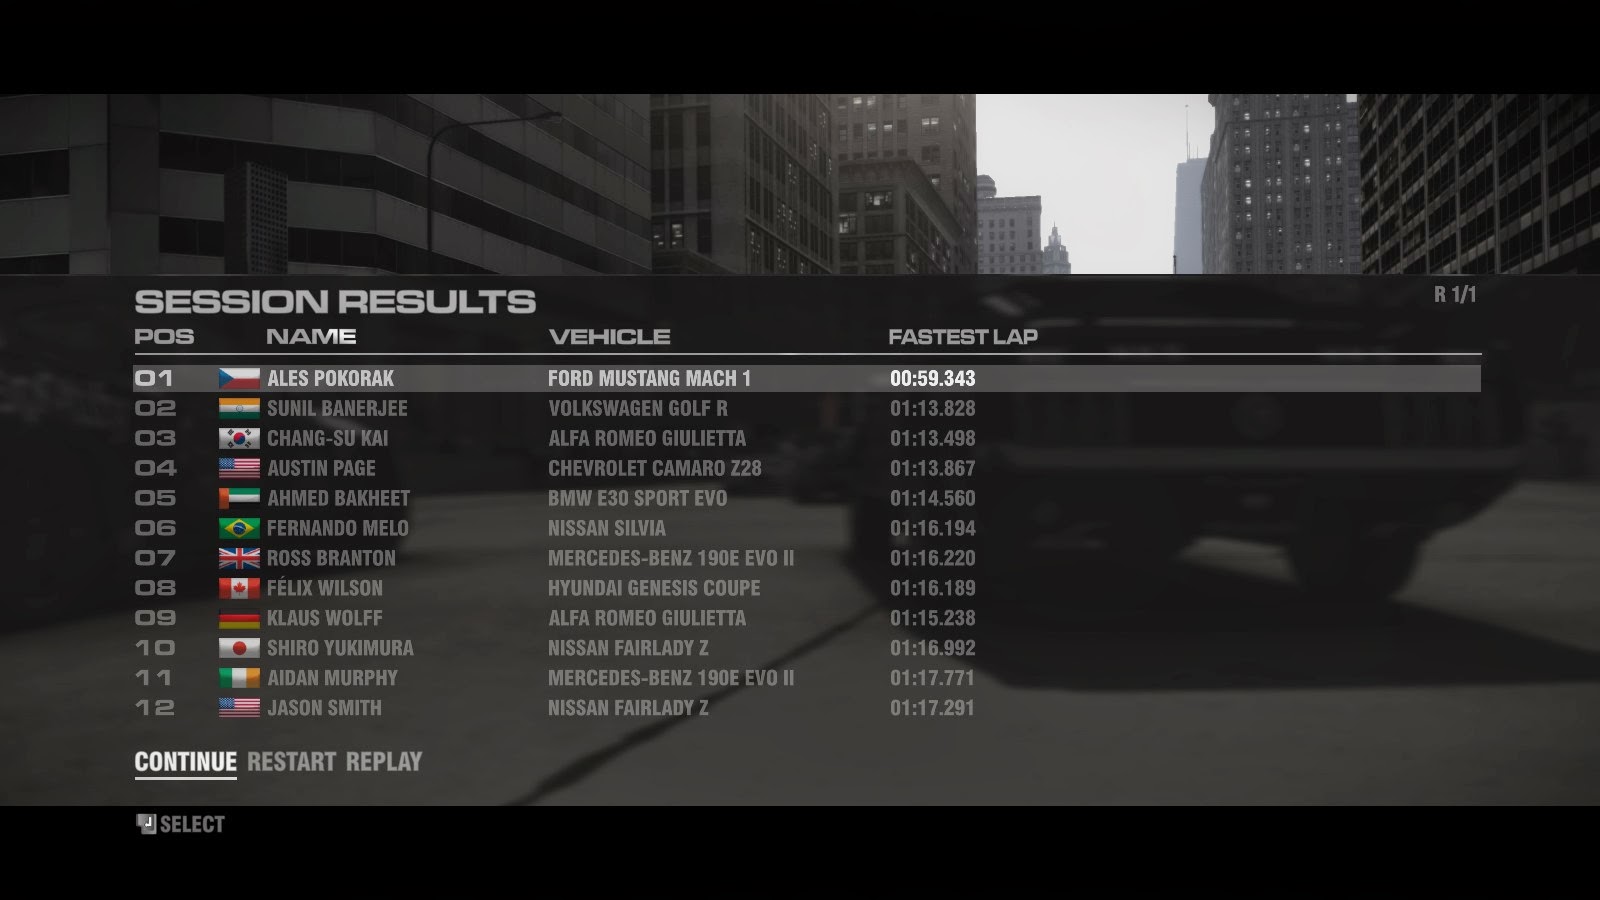 SESSION RESULTS
R 1/1
POS NAME VEHICLE FASTEST LAP
01 ALES POKORAK FORD MUSTANG MACH 1 00:59.343
02 SUNIL BANERJEE VOLKSWAGEN GOLF R 01:13.828
03 CHANG-SU KAI ALFA ROMEO GIULIETTA 01:13.498
04 AUSTIN PAGE CHEVROLET CAMARO Z28 01:13.867
05 AHMED BAKHEET BMW E30 SPORT EVO 01:14.560
06 FERNANDO MELO NISSAN SILVIA 01:16.194
07 ROSS BRANTON MERCEDES-BENZ 190E EVO II 01:16.220
08 FÉLIX WILSON HYUNDAI GENESIS COUPE 01:16.189
09 KLAUS WOLFF ALFA ROMEO GIULIETTA 01:15.238
10 SHIRO YUKIMURA NISSAN FAIRLADY Z 01:16.992
11 AIDAN MURPHY MERCEDES-BENZ 190E EVO II 01:17.771
12 JASON SMITH NISSAN FAIRLADY Z 01:17.291
CONTINUE RESTART REPLAY
SELECT